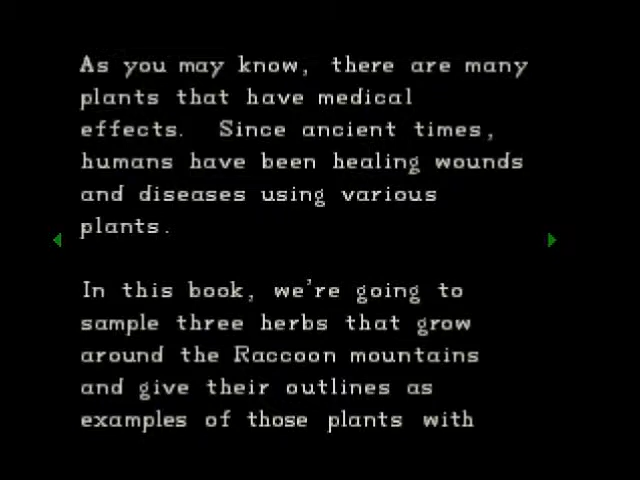 As you may know, there are many
plants that have medical
effects. Since ancient times,
humans have been healing wounds
and diseases using various
plants.
In this book, we're going to
sample three herbs that grow
around the Raccoon mountains
and give their outlines as
examples of those plants with